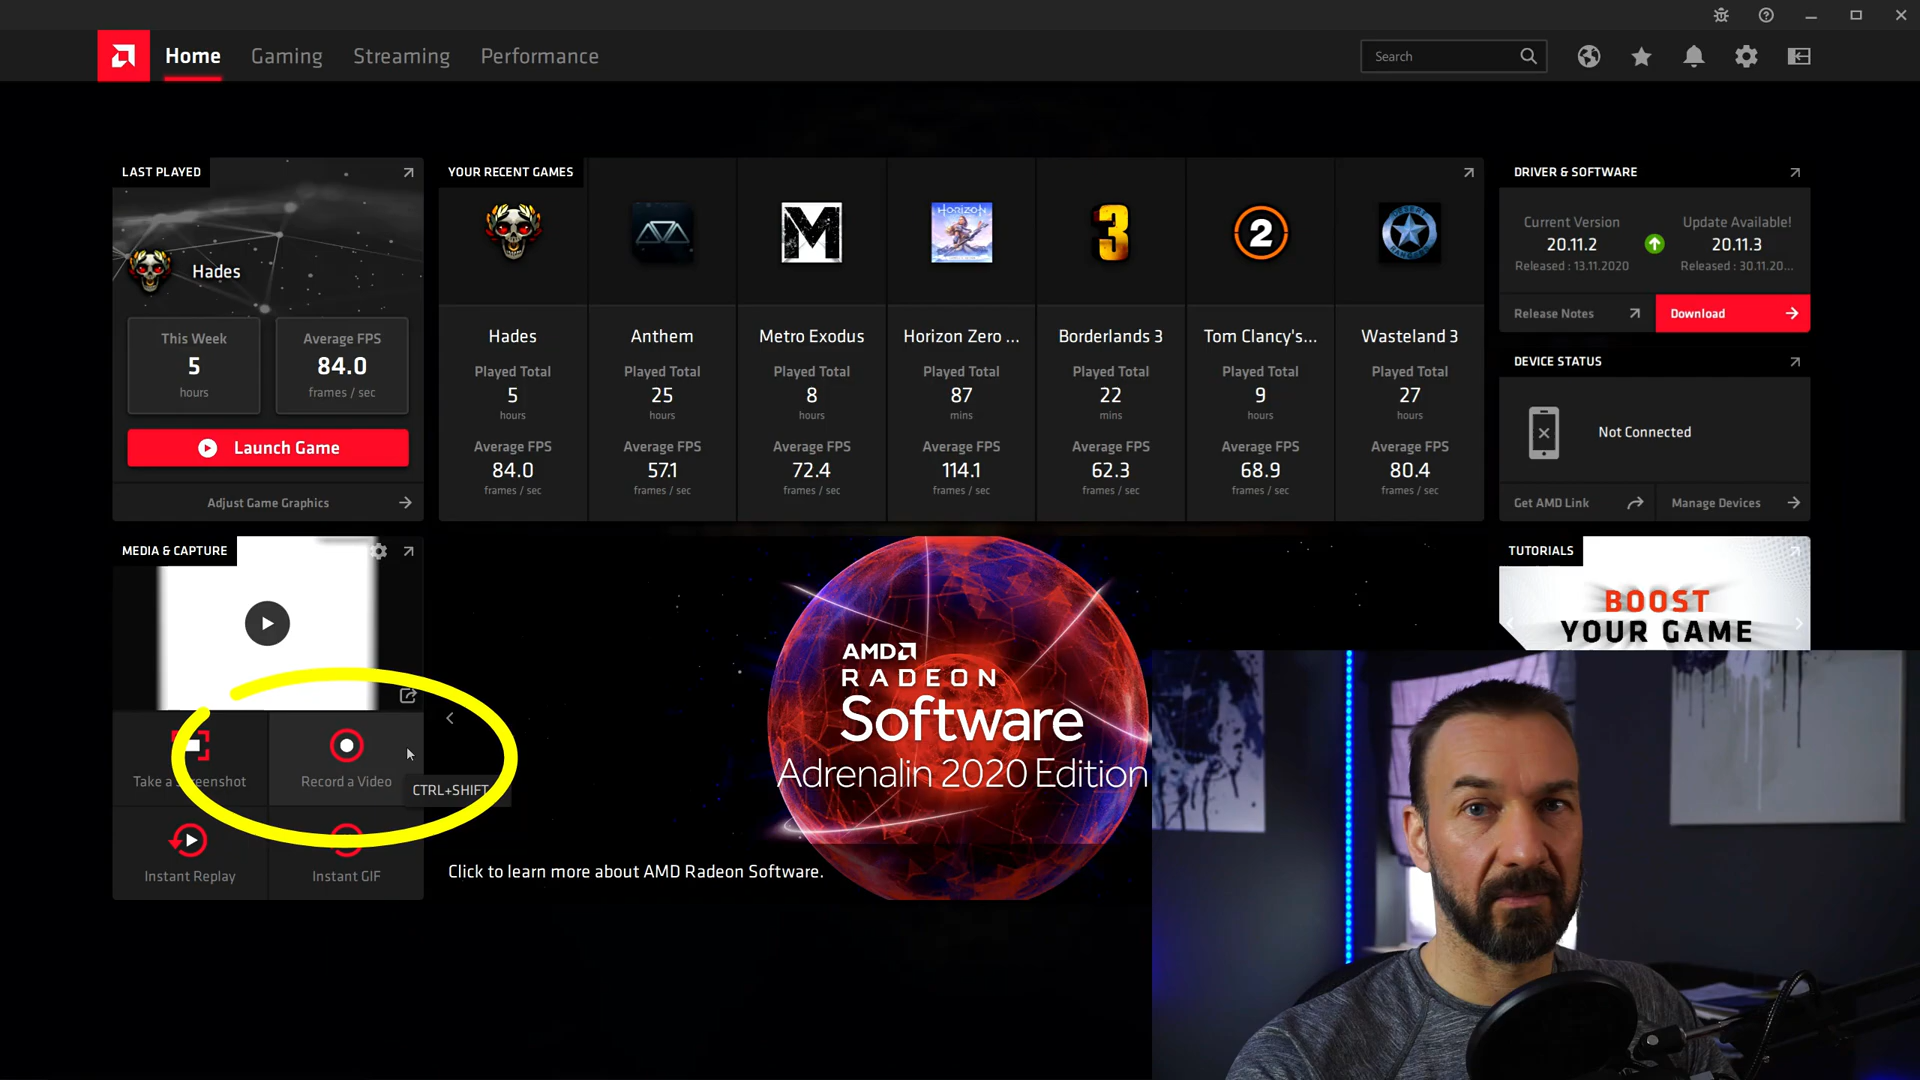 Home Gaming Streaming Performance
Search
LAST PLAYED
Hades
This Week
5
hours
Average FPS
84.0
frames / sec
Launch Game
Adjust Game Graphics
YOUR RECENT GAMES
HORIZON
3
2
Hades
Played Total
5
hours
Average FPS
84.0
frames / sec
Anthem
Played Total
25
hours
Average FPS
57.1
frames / sec
Metro Exodus
Played Total
8
hours
Average FPS
72.4
frames / sec
Horizon Zero ...
Played Total
87
mins
Average FPS
114.1
frames / sec
Borderlands 3
Played Total
22
mins
Average FPS
62.3
frames / sec
Tom Clancy's...
Played Total
9
hours
Average FPS
68.9
frames / sec
Wasteland 3
Played Total
27
hours
Average FPS
80.4
frames / sec
DRIVER & SOFTWARE
Current Version
20.11.2
Released : 13.11.2020
Update Available!
20.11.3
Released : 30.11.20...
Release Notes
Download
DEVICE STATUS
Not Connected
Get AMD Link
Manage Devices
MEDIA & CAPTURE
Take a Screenshot
Record a Video
CTRL+SHIFT
Instant Replay
Instant GIF
AMD
RADEON
Software
Adrenalin 2020 Edition
Click to learn more about AMD Radeon Software.
TUTORIALS
BOOST
YOUR GAME